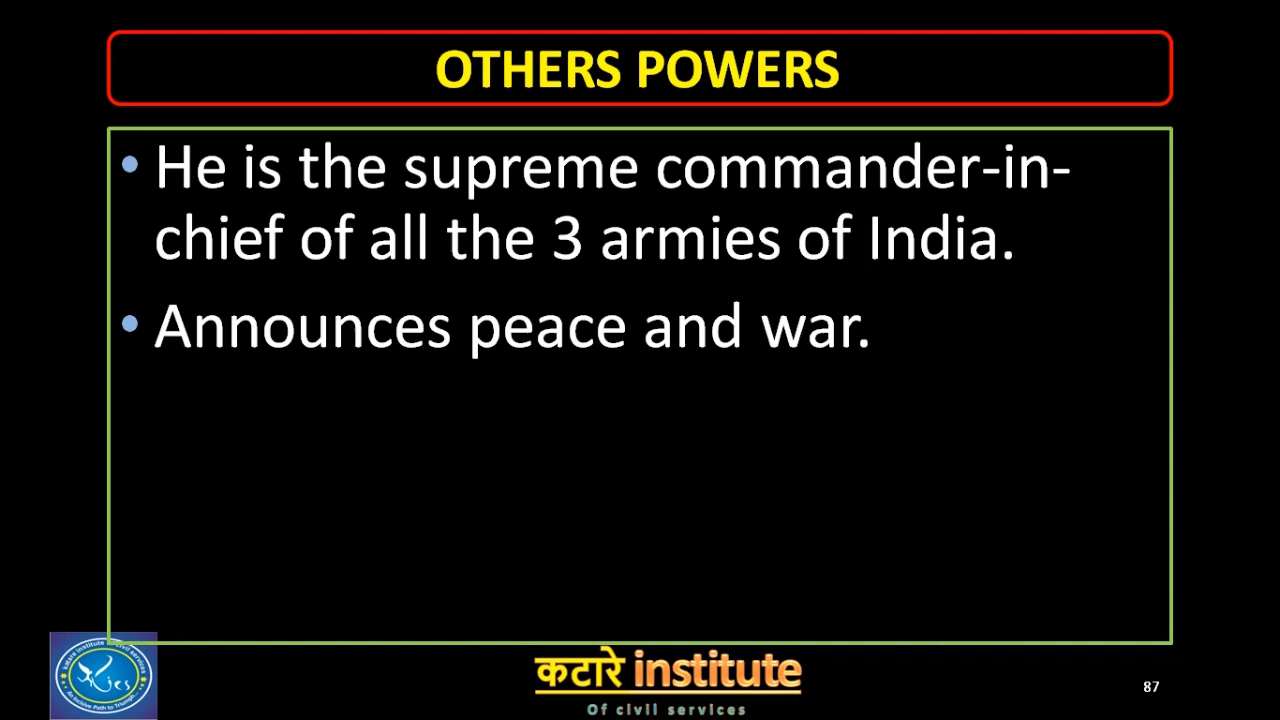 OTHERS POWERS
• He is the supreme commander-in-
chief of all the 3 armies of India.
• Announces peace and war.
कटारे institute
Of civil services
87